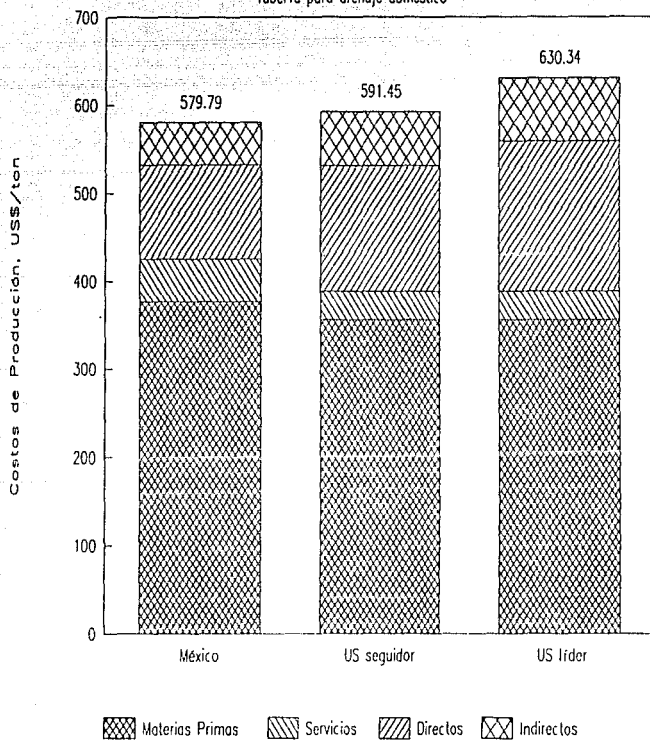 Tubería para drenaje doméstico
Costos de Producción, US$/ton
700
600
500
400
300
200
100
0
579.79
591.45
630.34
México
US seguidor
US líder
Materias Primas
Servicios
Directos
Indirectos